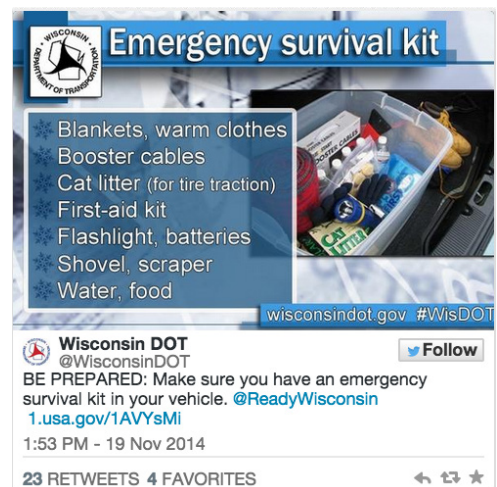 WISCONSIN
DEPARTMENT OF TRANSPORTATION
Emergency survival kit
Blankets, warm clothes
Booster cables
Cat litter (for tire traction)
First-aid kit
Flashlight, batteries
Shovel, scraper
Water, food
BOOSTER CABLES
CAT
LITTER
wisconsindot.gov #WisDOT
Wisconsin DOT
@WisconsinDOT
Follow
BE PREPARED: Make sure you have an emergency
survival kit in your vehicle. @ReadyWisconsin
1.usa.gov/1AVYsMi
1:53 PM - 19 Nov 2014
23 RETWEETS 4 FAVORITES